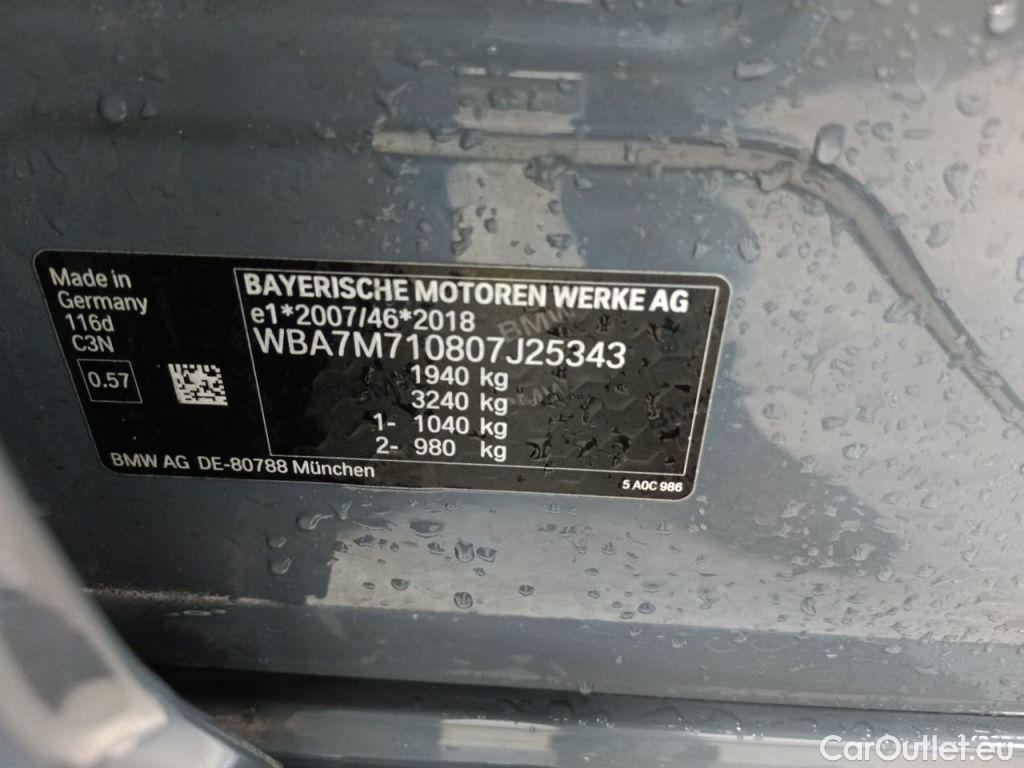 Made in
Germany
116d
C3N
0.57
BAYERISCHE MOTOREN WERKE AG
e1*2007/46*2018
WBA7M710807J25343
1940 kg
3240 kg
1- 1040 kg
2- 980 kg
BMW AG DE-80788 München
5 A0C 986
CarOutlet.eu